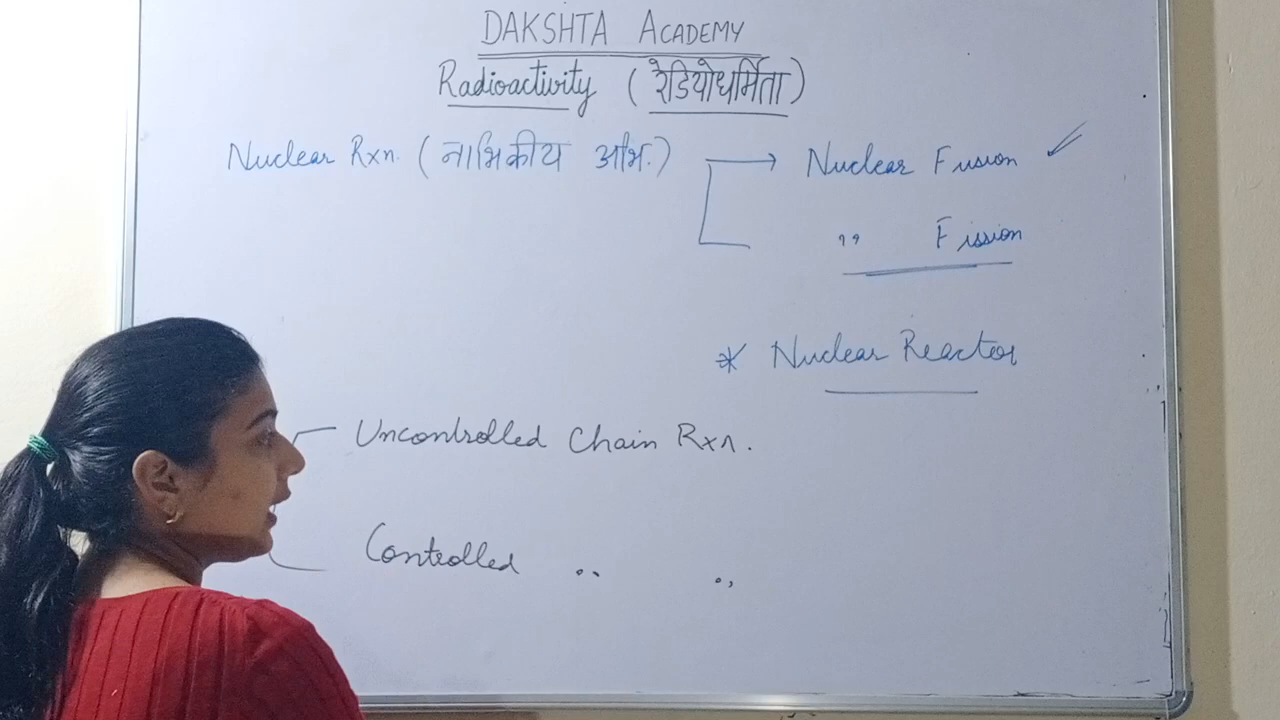 DAKSHTA ACADEMY
Radioactivity (रेडियोधर्मिता)
Nuclear Rxn. (नाभिकीय अभि.) → Nuclear Fusion ✓
,, Fission
* Nuclear Reactor
Uncontrolled Chain Rxn.
Controlled ,, ,,